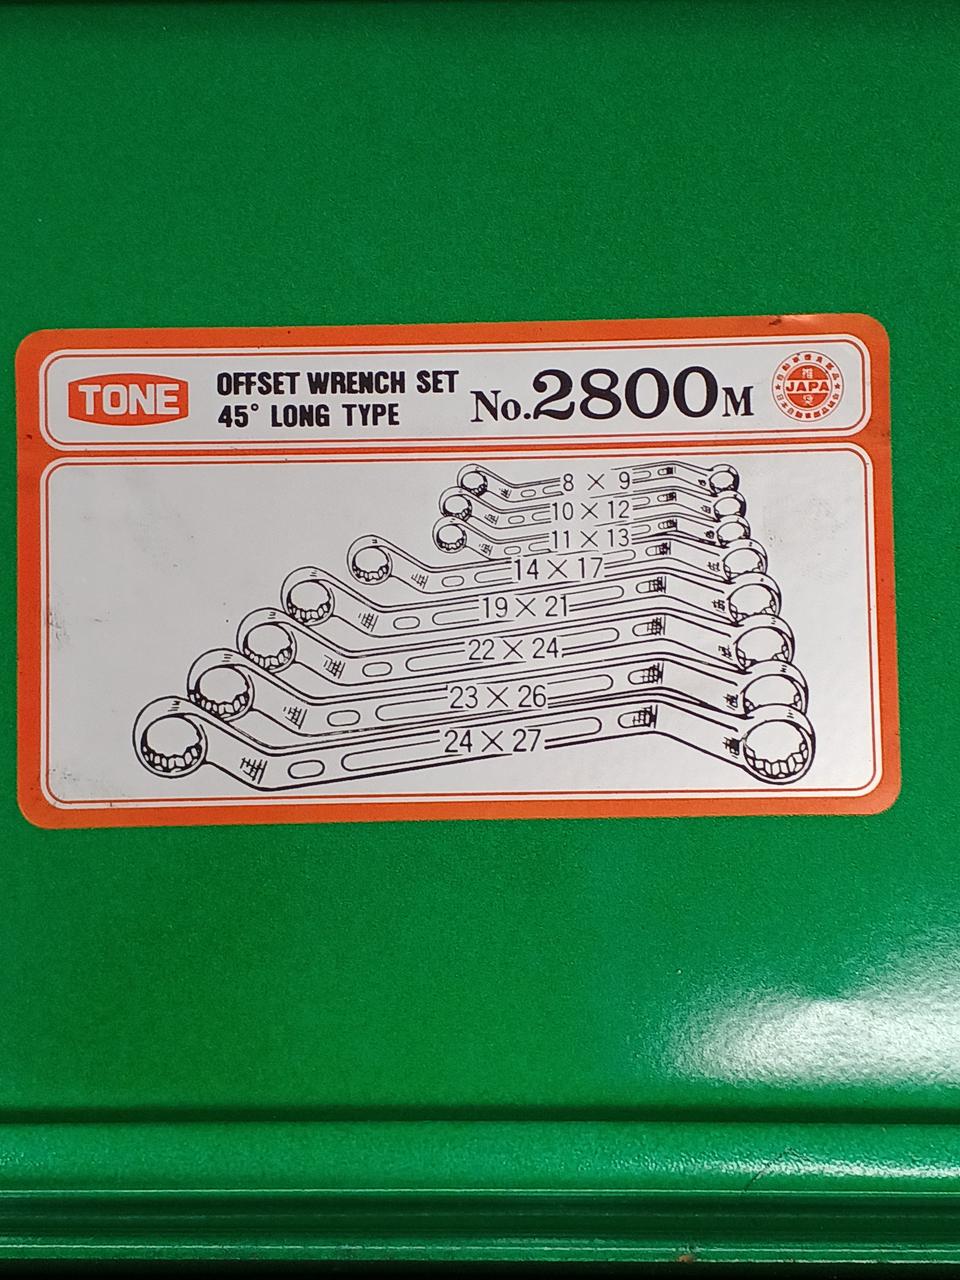 TONE
OFFSET WRENCH SET
45° LONG TYPE
No.2800M
JAPA
8 × 9
10 × 12
11 × 13
14 × 17
19 × 21
22 × 24
23 × 26
24 × 27